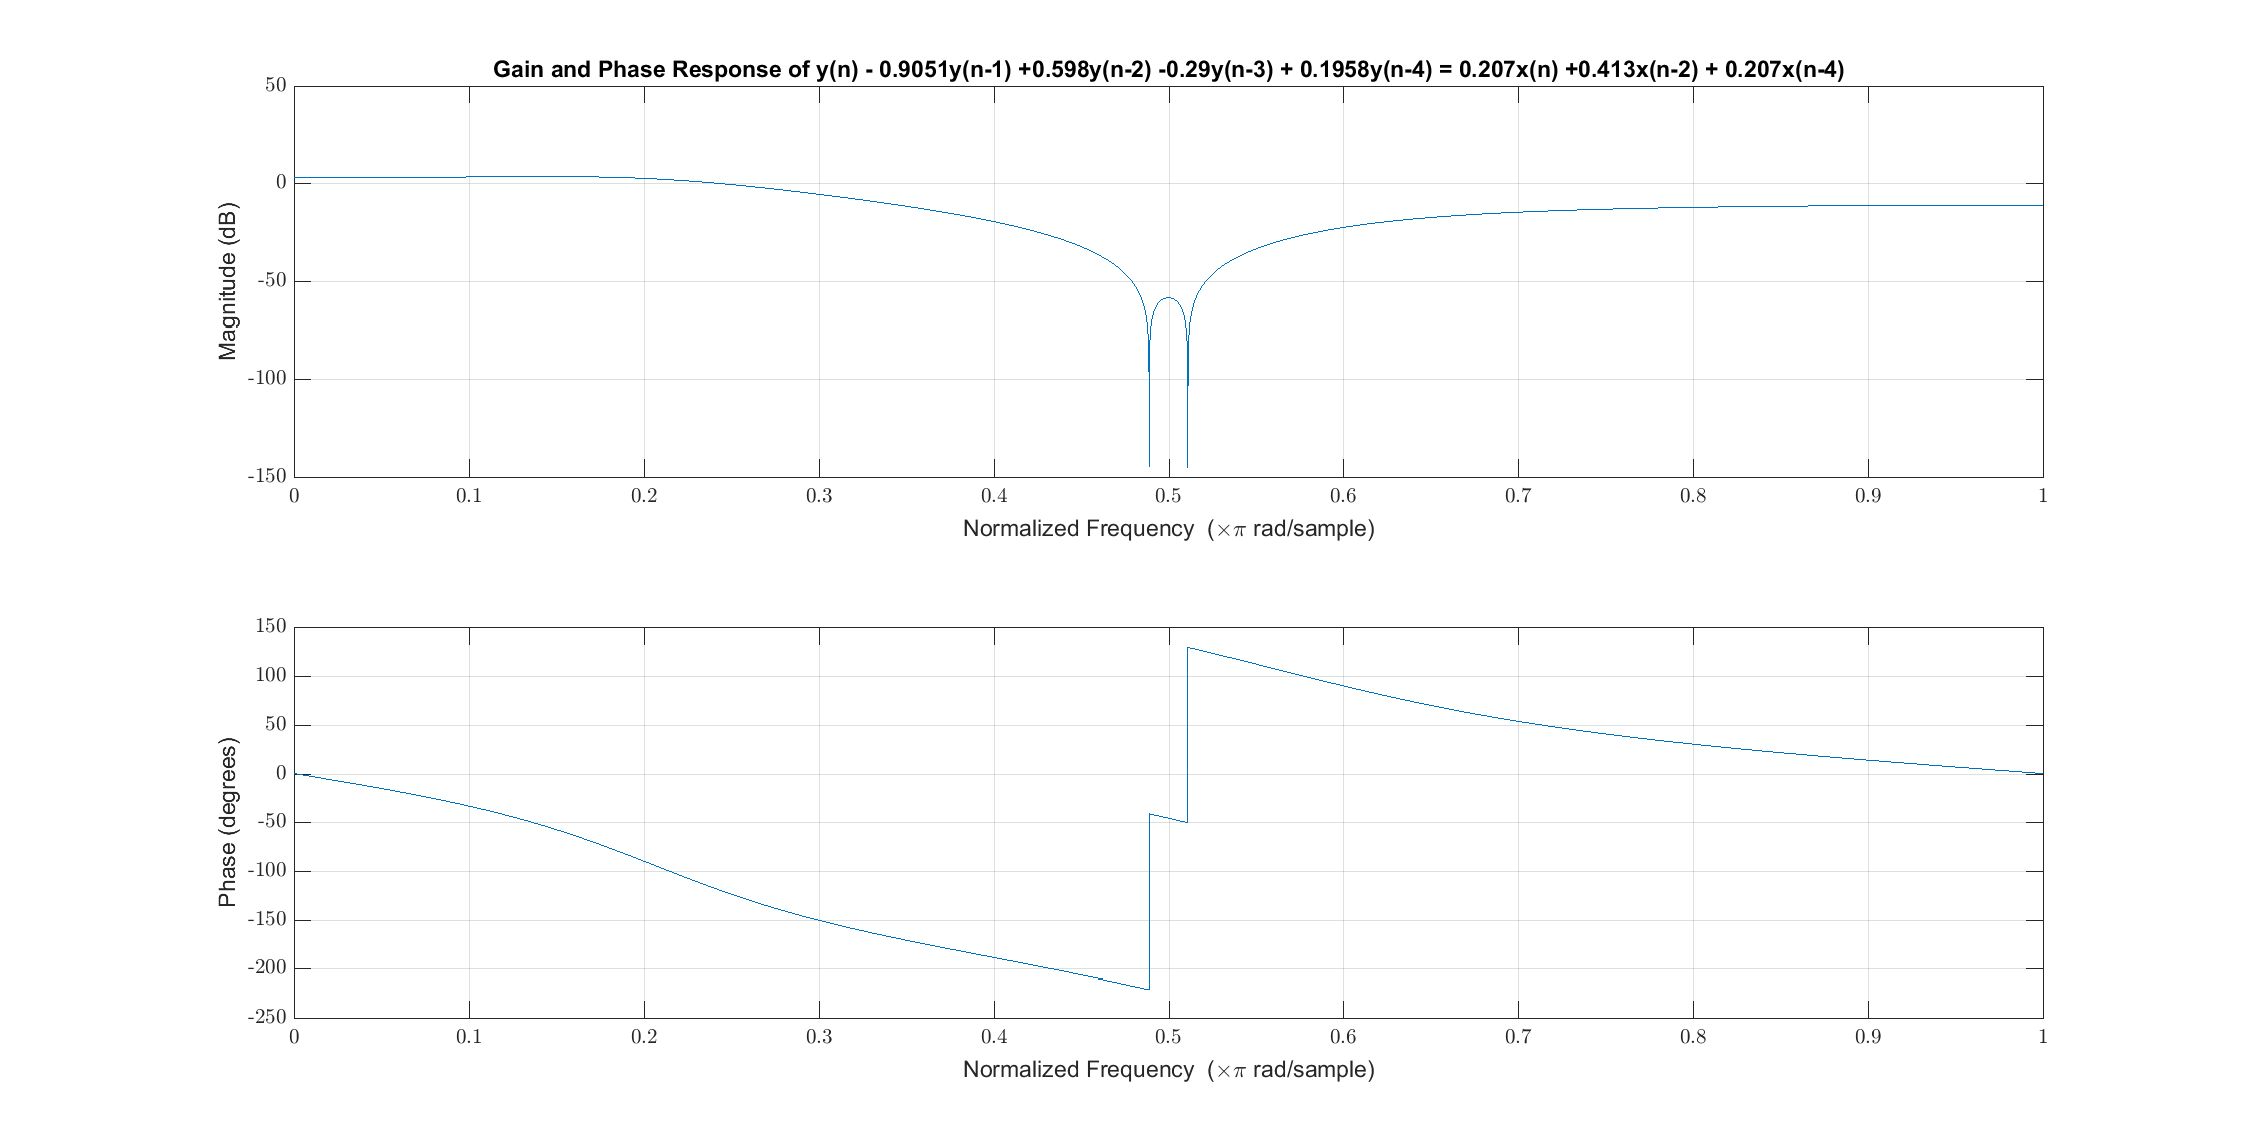 Gain and Phase Response of y(n) - 0.9051y(n-1) +0.598y(n-2) -0.29y(n-3) + 0.1958y(n-4) = 0.207x(n) +0.413x(n-2) + 0.207x(n-4)
50
0
-50
-100
-150
Magnitude (dB)
0 0.1 0.2 0.3 0.4 0.5 0.6 0.7 0.8 0.9 1
Normalized Frequency (×π rad/sample)
150
100
50
0
-50
-100
-150
-200
-250
Phase (degrees)
0 0.1 0.2 0.3 0.4 0.5 0.6 0.7 0.8 0.9 1
Normalized Frequency (×π rad/sample)